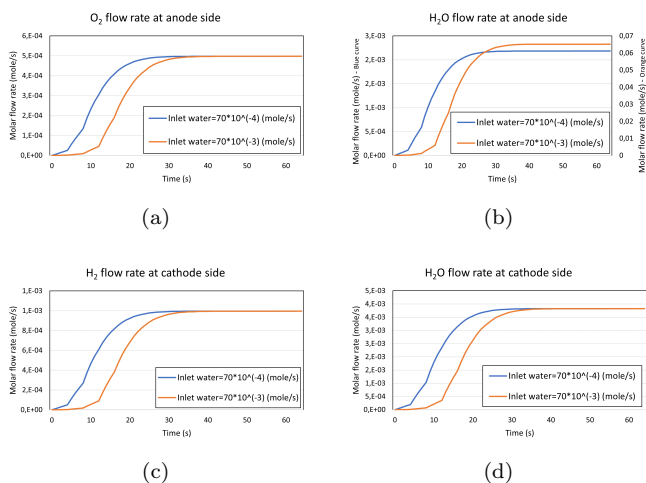 O2 flow rate at anode side
Molar flow rate (mole/s)
6,E-04
5,E-04
4,E-04
3,E-04
2,E-04
1,E-04
0,E+00
0 10 20 30 40 50 60
Time (s)
Inlet water=70*10^(-4) (mole/s)
Inlet water=70*10^(-3) (mole/s)
(a)
H2O flow rate at anode side
Molar flow rate (mole/s) - Blue curve
3,E-03
2,E-03
2,E-03
1,E-03
5,E-04
0,E+00
0,07
0,06
0,05
0,04
0,03
0,02
0,01
0
Molar flow rate (mole/s) - Orange curve
0 10 20 30 40 50 60
Time (s)
Inlet water=70*10^(-4) (mole/s)
Inlet water=70*10^(-3) (mole/s)
(b)
H2 flow rate at cathode side
Molar flow rate (mole/s)
1,E-03
1,E-03
8,E-04
6,E-04
4,E-04
2,E-04
0,E+00
0 10 20 30 40 50 60
Time (s)
Inlet water=70*10^(-4) (mole/s)
Inlet water=70*10^(-3) (mole/s)
(c)
H2O flow rate at cathode side
Molar flow rate (mole/s)
5,E-03
4,E-03
4,E-03
3,E-03
3,E-03
2,E-03
2,E-03
1,E-03
5,E-04
0,E+00
0 10 20 30 40 50 60
Time (s)
Inlet water=70*10^(-4) (mole/s)
Inlet water=70*10^(-3) (mole/s)
(d)